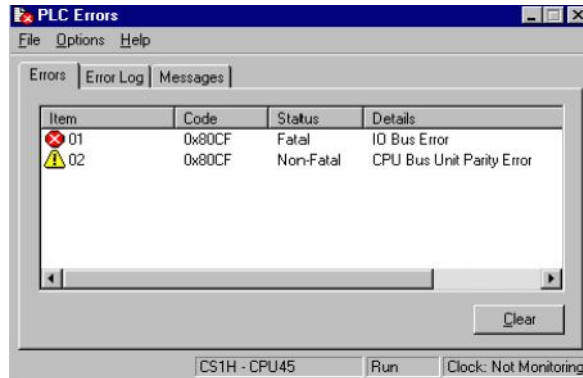 PLC Errors
File Options Help
Errors Error Log Messages
Item Code Status Details
01 0x80CF Fatal IO Bus Error
02 0x80CF Non-Fatal CPU Bus Unit Parity Error
Clear
CS1H - CPU45 Run Clock: Not Monitoring